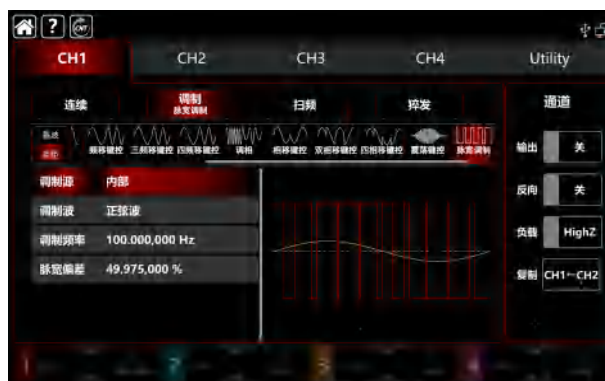 ? CNT
CH1 CH2 CH3 CH4 Utility
连续 调制 扫频 猝发 通道
脉宽调制
频移键控 三频移键控 四频移键控 调相 相移键控 双相移键控 四相移键控 震荡键控 脉宽调制
输出 关
调制源 内部
反向 关
调制波 正弦波
负载 HighZ
调制频率 100.000,000 Hz
脉宽偏差 49.975,000 %
复制 CH1←CH2
1 2 3 4